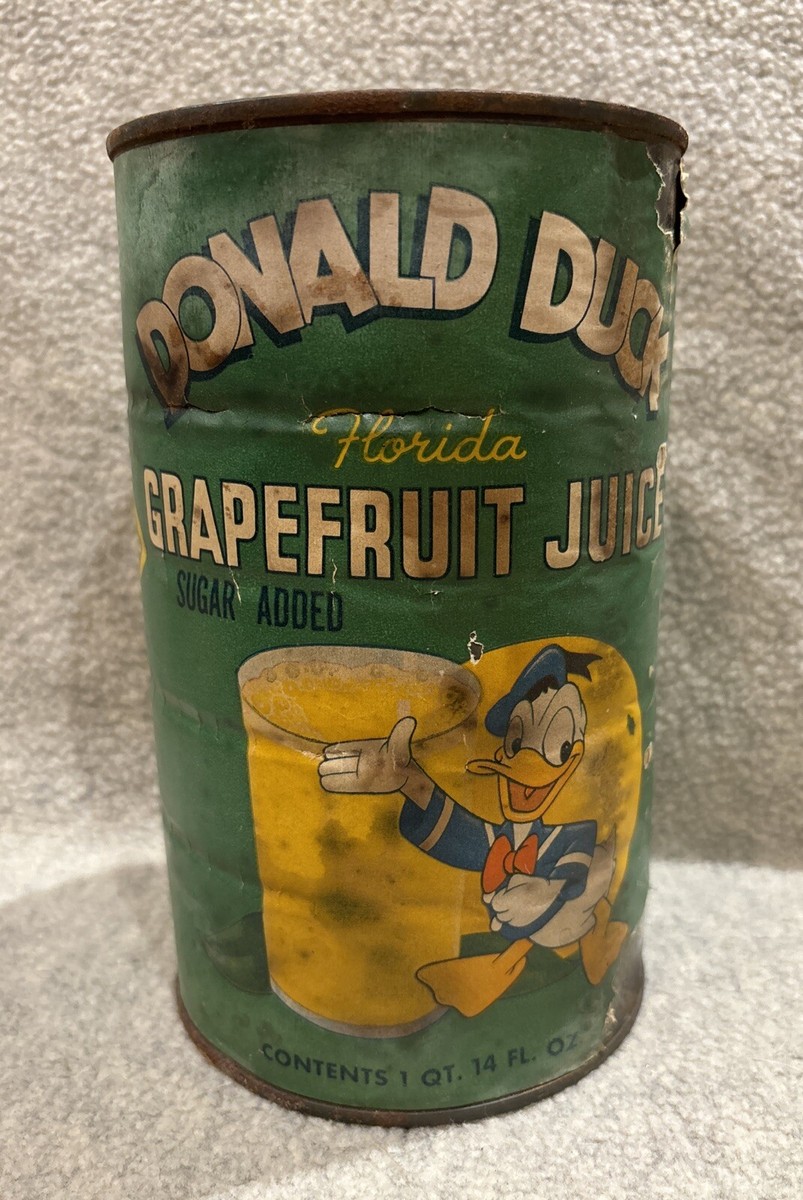 DONALD DUCK
Florida
GRAPEFRUIT JUICE
SUGAR ADDED
CONTENTS 1 QT. 14 FL. OZ